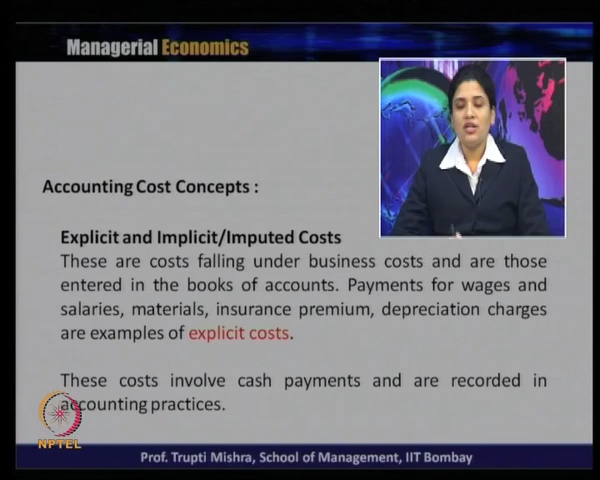 Managerial Economics
Accounting Cost Concepts :
Explicit and Implicit/Imputed Costs
These are costs falling under business costs and are those
entered in the books of accounts. Payments for wages and
salaries, materials, insurance premium, depreciation charges
are examples of explicit costs.
These costs involve cash payments and are recorded in
accounting practices.
NPTEL
Prof. Trupti Mishra, School of Management, IIT Bombay